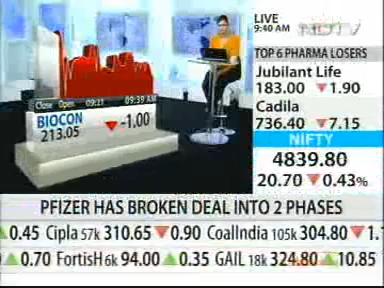 LIVE
9:40 AM
NDTV
TOP 6 PHARMA LOSERS
Jubilant Life
183.00 ▼1.90
Cadila
736.40 ▼7.15
NIFTY
4839.80
20.70 ▼0.43%
Close Open 09:21 09:39 AM
BIOCON
213.05 ▼-1.00
PFIZER HAS BROKEN DEAL INTO 2 PHASES
▲0.45 Cipla 57k 310.65 ▼0.90 CoalIndia 105k 304.80 ▼1.
▲0.70 FortisH 6k 94.00 ▲0.35 GAIL 18k 324.80 ▲10.85